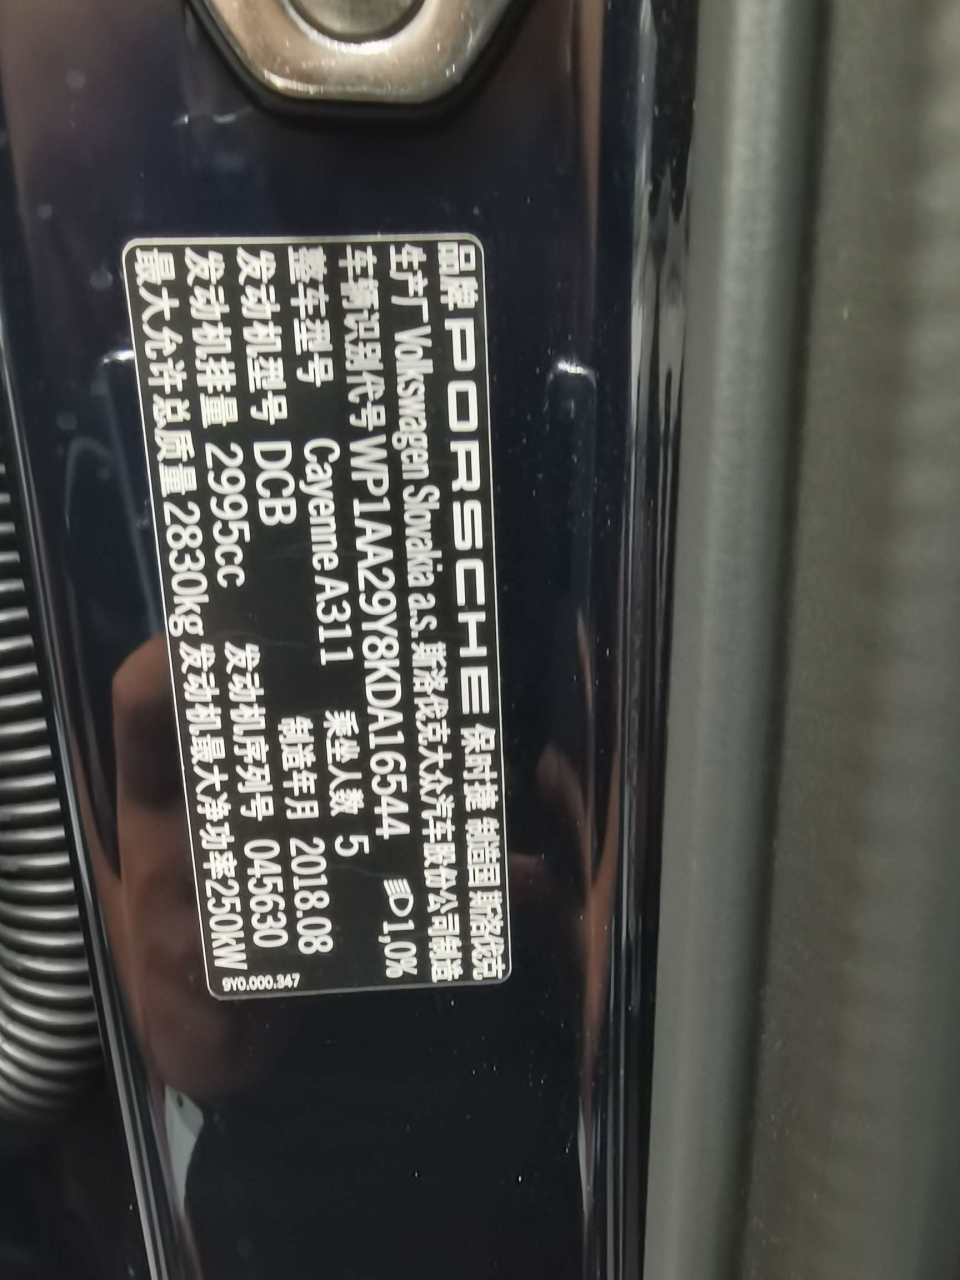 品牌 PORSCHE 保时捷 制造国 斯洛伐克
生产厂 Volkswagen Slovakia a.s. 斯洛伐克大众汽车股份公司制造
车辆识别代号 WP1AA29Y8KDA16544 1,0%
整车型号 Cayenne A311 乘坐人数 5
发动机型号 DCB 制造年月 2018.08
发动机排量 2995cc 发动机序列号 045630
最大允许总质量 2830kg 发动机最大净功率250kW
9Y0.000.347